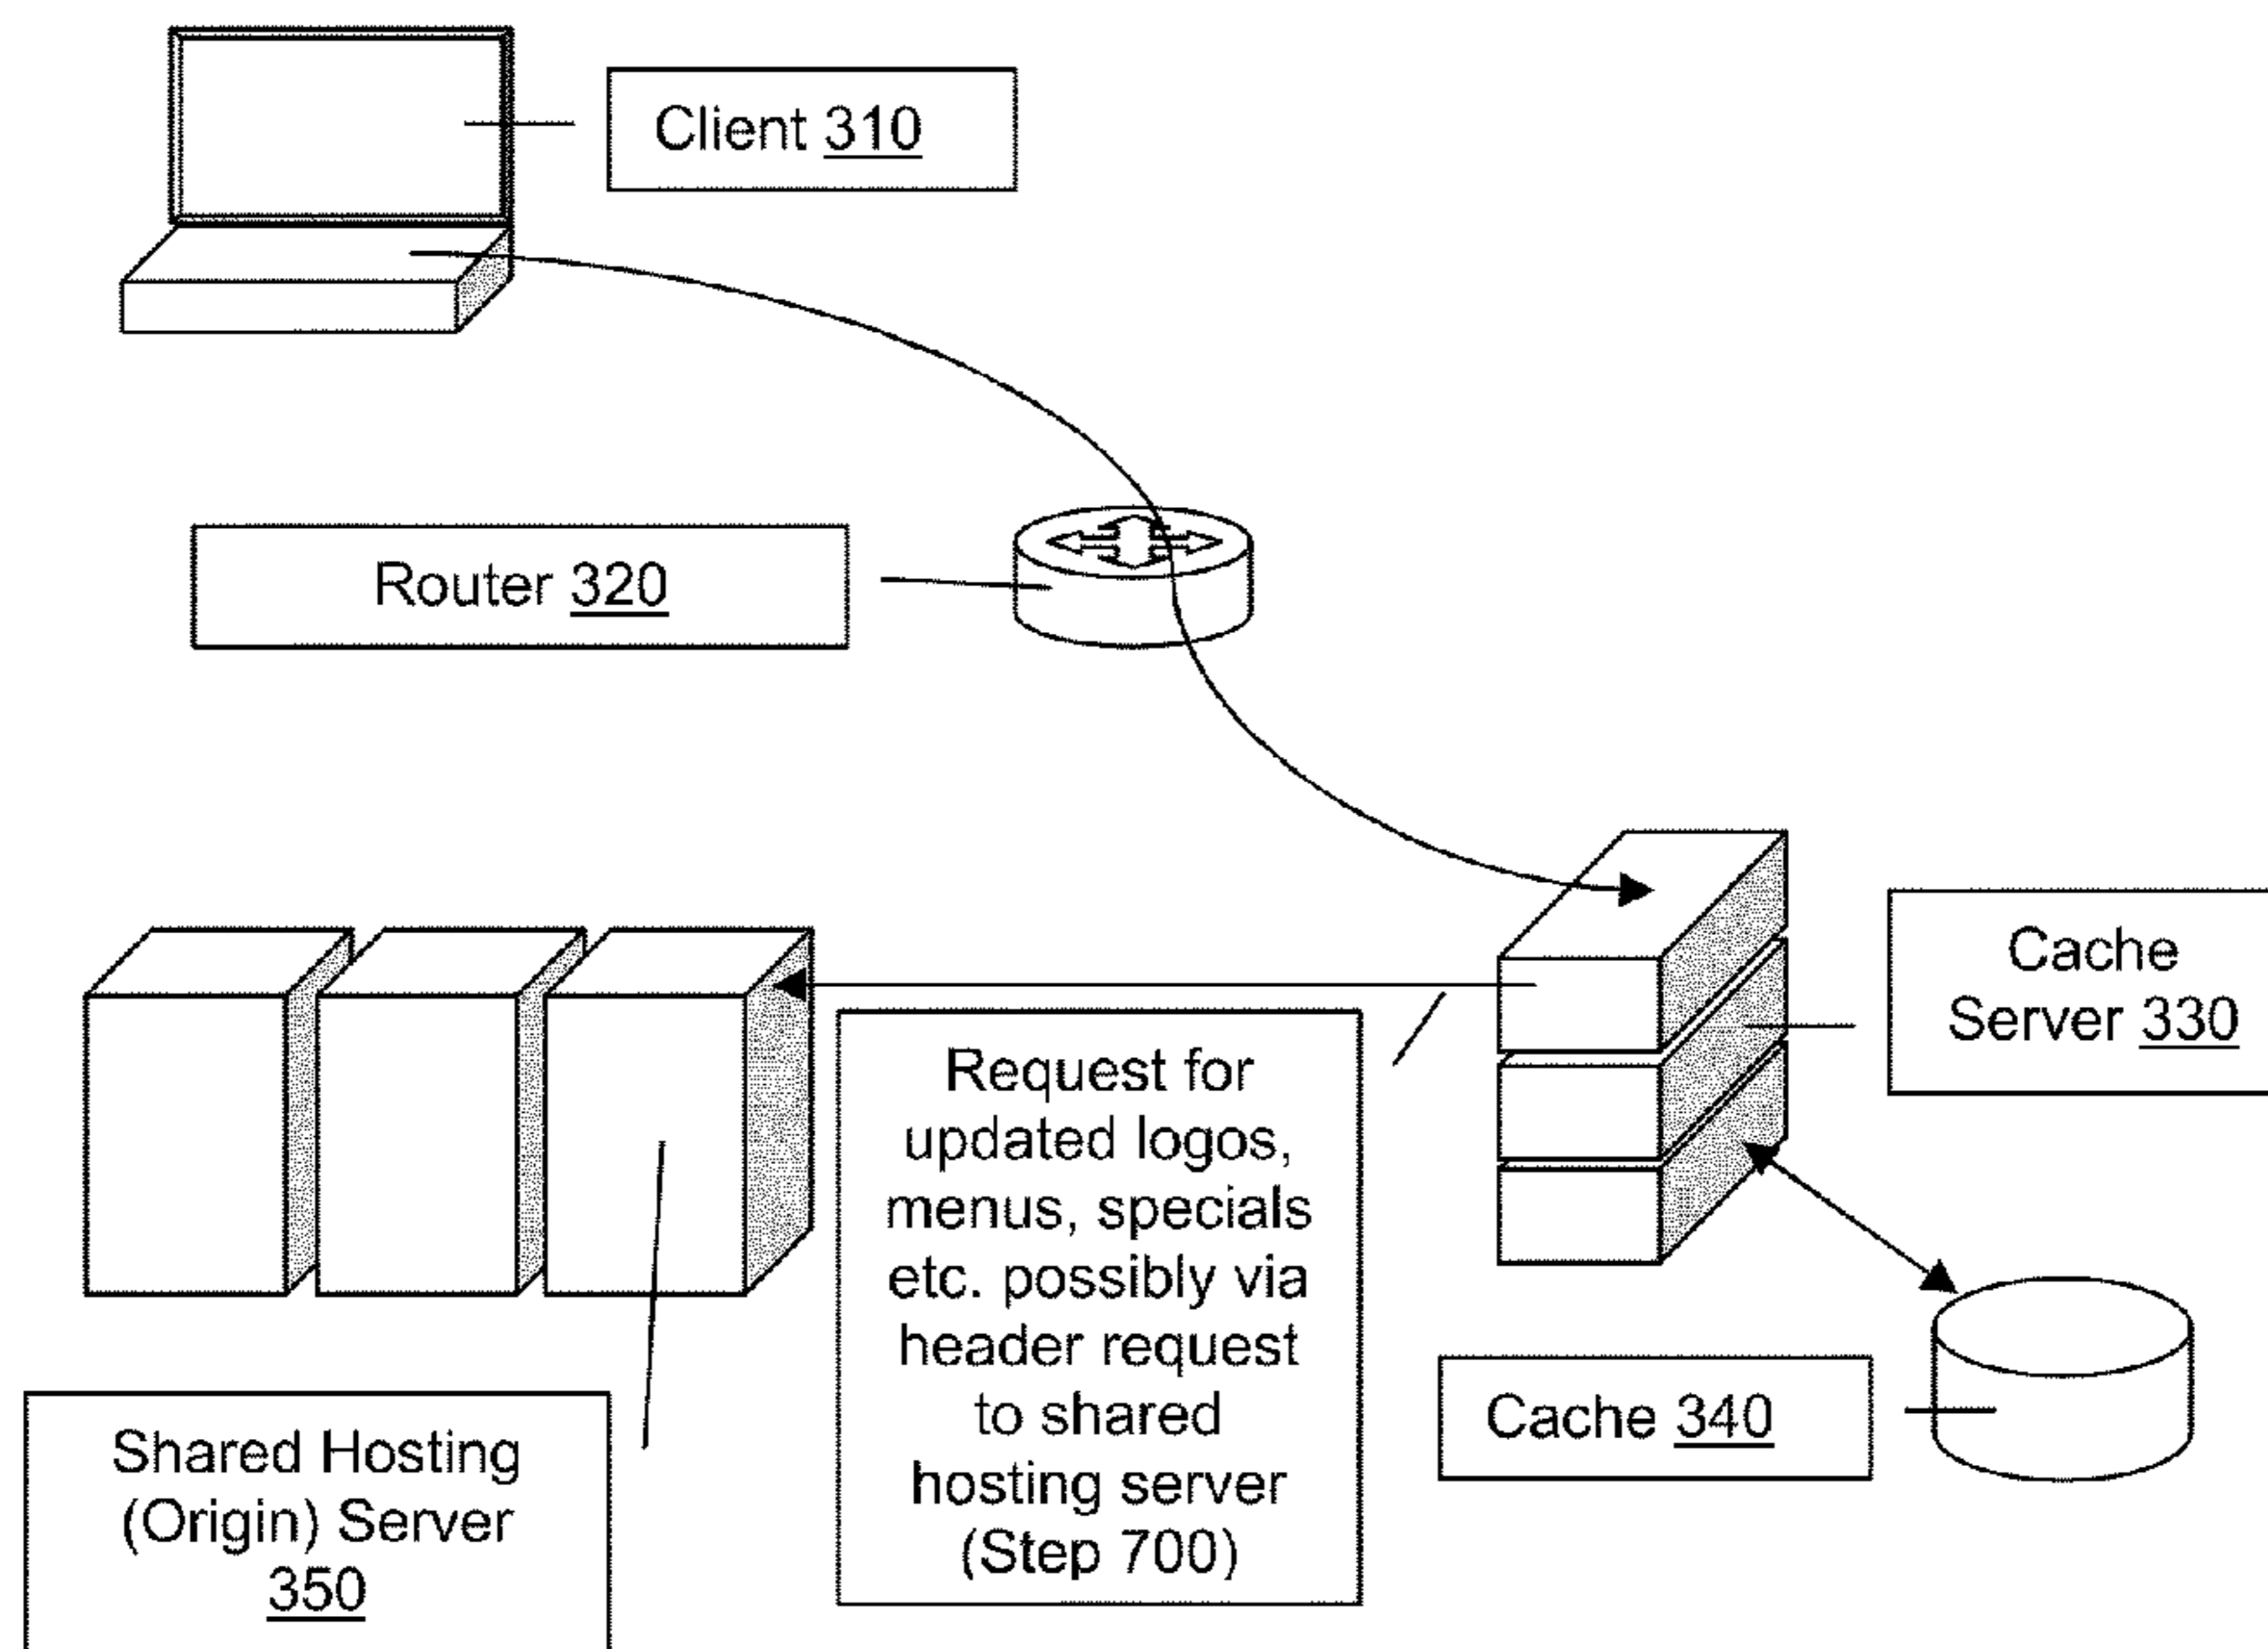 Client 310
Router 320
Cache
Server 330
Request for
updated logos,
menus, specials
etc. possibly via
header request
to shared
hosting server
(Step 700)
Cache 340
Shared Hosting
(Origin) Server
350